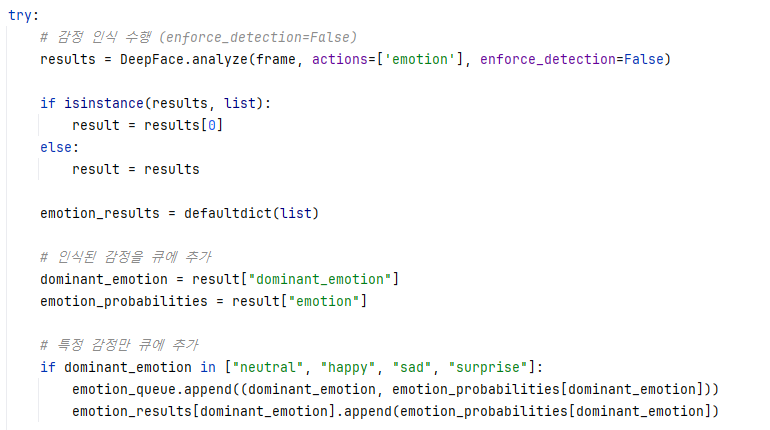 try:
    # 감정 인식 수행 (enforce_detection=False)
    results = DeepFace.analyze(frame, actions=['emotion'], enforce_detection=False)

    if isinstance(results, list):
        result = results[0]
    else:
        result = results

    emotion_results = defaultdict(list)

    # 인식된 감정을 큐에 추가
    dominant_emotion = result["dominant_emotion"]
    emotion_probabilities = result["emotion"]

    # 특정 감정만 큐에 추가
    if dominant_emotion in ["neutral", "happy", "sad", "surprise"]:
        emotion_queue.append((dominant_emotion, emotion_probabilities[dominant_emotion]))
        emotion_results[dominant_emotion].append(emotion_probabilities[dominant_emotion])